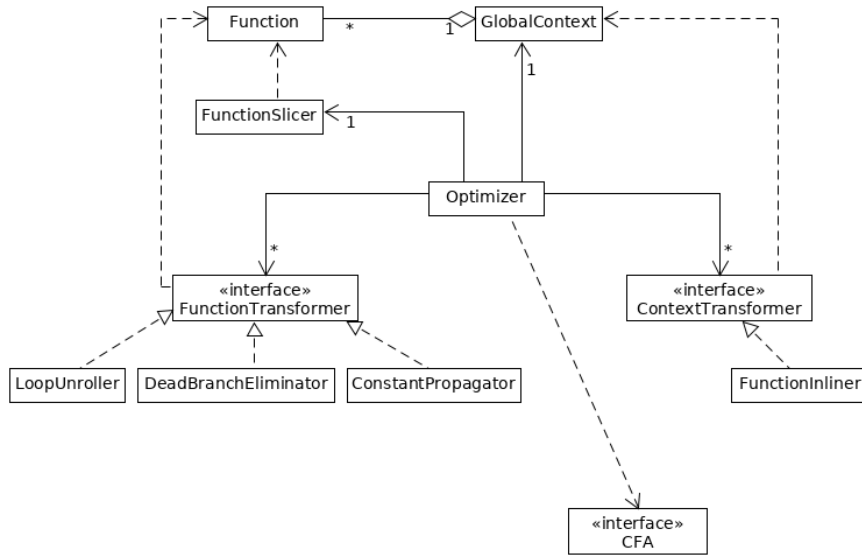 Function
*
1
GlobalContext
1
FunctionSlicer
1
Optimizer
*
*
«interface»
FunctionTransformer
«interface»
ContextTransformer
LoopUnroller
DeadBranchEliminator
ConstantPropagator
FunctionInliner
«interface»
CFA